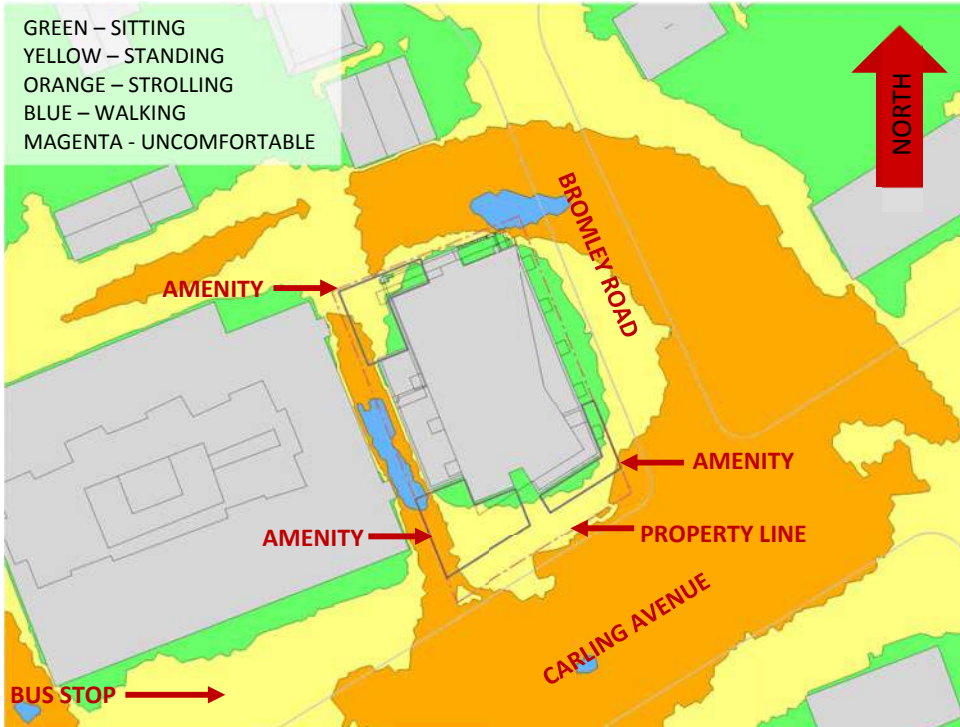 GREEN – SITTING
YELLOW – STANDING
ORANGE – STROLLING
BLUE – WALKING
MAGENTA - UNCOMFORTABLE
NORTH
BROMLEY ROAD
AMENITY
AMENITY
AMENITY
PROPERTY LINE
CARLING AVENUE
BUS STOP